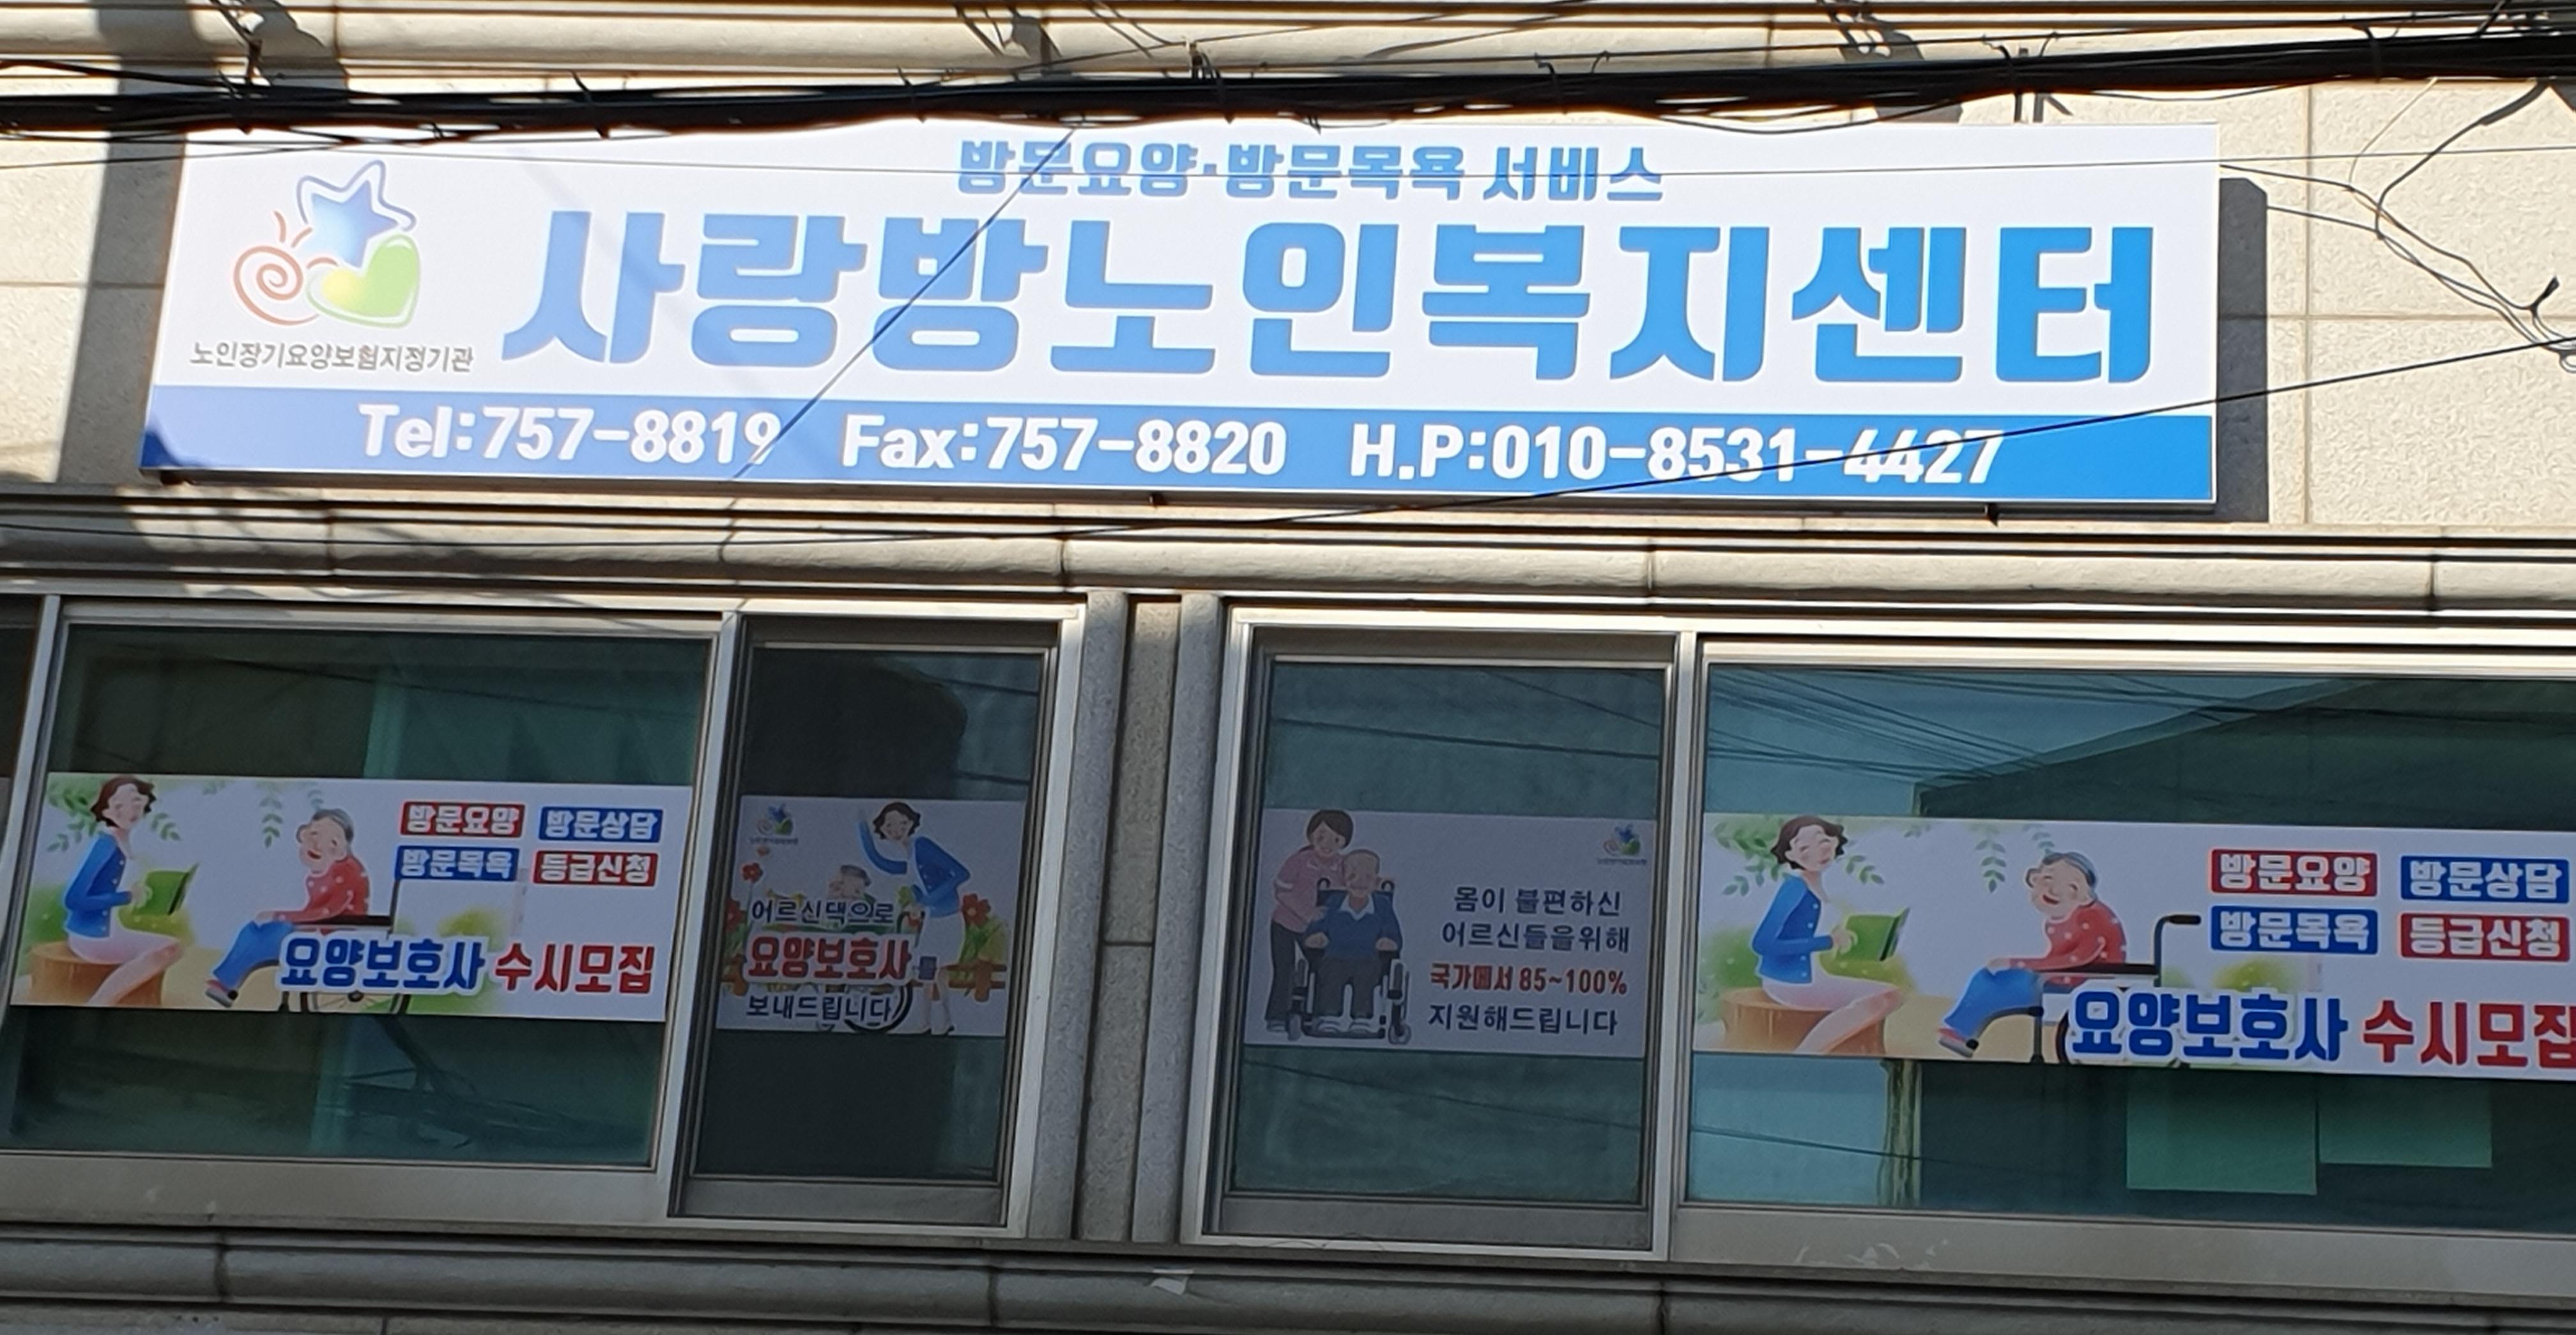 방문요양·방문목욕 서비스
사랑방노인복지센터
노인장기요양보험지정기관
Tel:757-8819 Fax:757-8820 H.P:010-8531-4427
방문요양 방문상담
방문목욕 등급신청
요양보호사 수시모집
어르신댁으로
요양보호사를
보내드립니다
몸이 불편하신
어르신들을위해
국가에서 85~100%
지원해드립니다
방문요양 방문상담
방문목욕 등급신청
요양보호사 수시모집